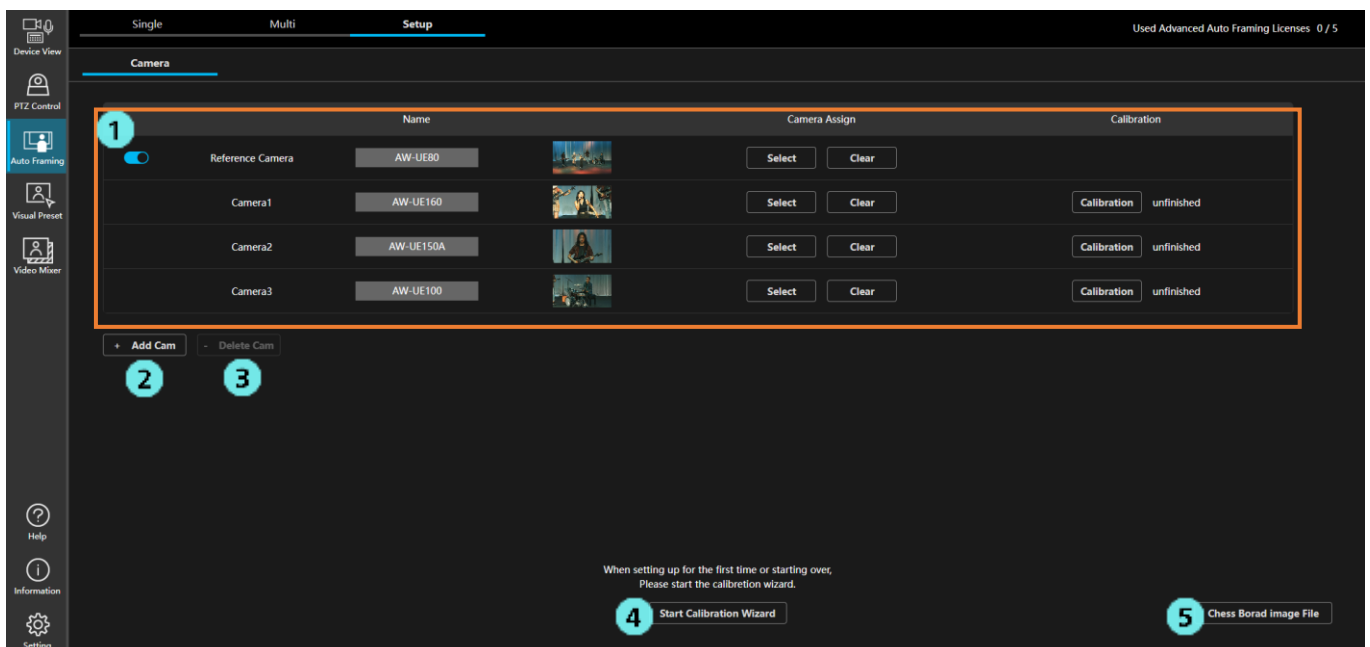 Single Multi Setup Used Advanced Auto Framing Licenses 0 / 5
Device View
Camera
PTZ Control
1 Name Camera Assign Calibration
Auto Framing
Reference Camera AW-UE80 Select Clear
Visual Preset
Camera1 AW-UE160 Select Clear Calibration unfinished
Camera2 AW-UE150A Select Clear Calibration unfinished
Video Mixer
Camera3 AW-UE100 Select Clear Calibration unfinished
+ Add Cam - Delete Cam
2 3
Help
When setting up for the first time or starting over,
Please start the calibretion wizard.
Information
4 Start Calibration Wizard 5 Chess Borad image File
Setting